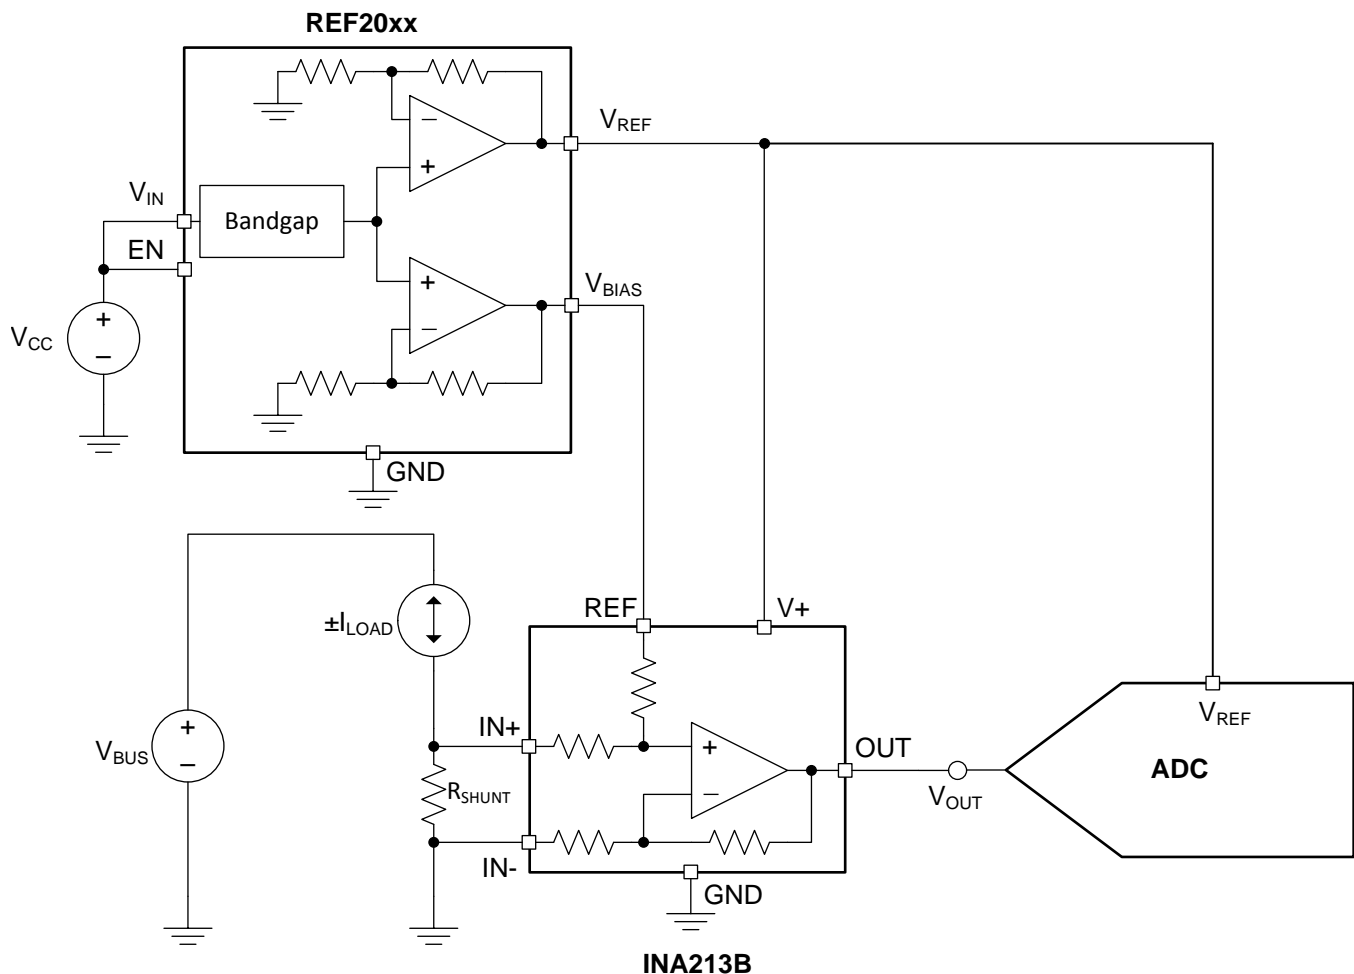 REF20xx
V_REF
V_IN
Bandgap
EN
V_BIAS
+
−
+
−
+
−
V_CC
GND
REF
V+
±I_LOAD
IN+
+
−
V_BUS
R_SHUNT
+
−
OUT
V_OUT
V_REF
ADC
IN-
GND
INA213B